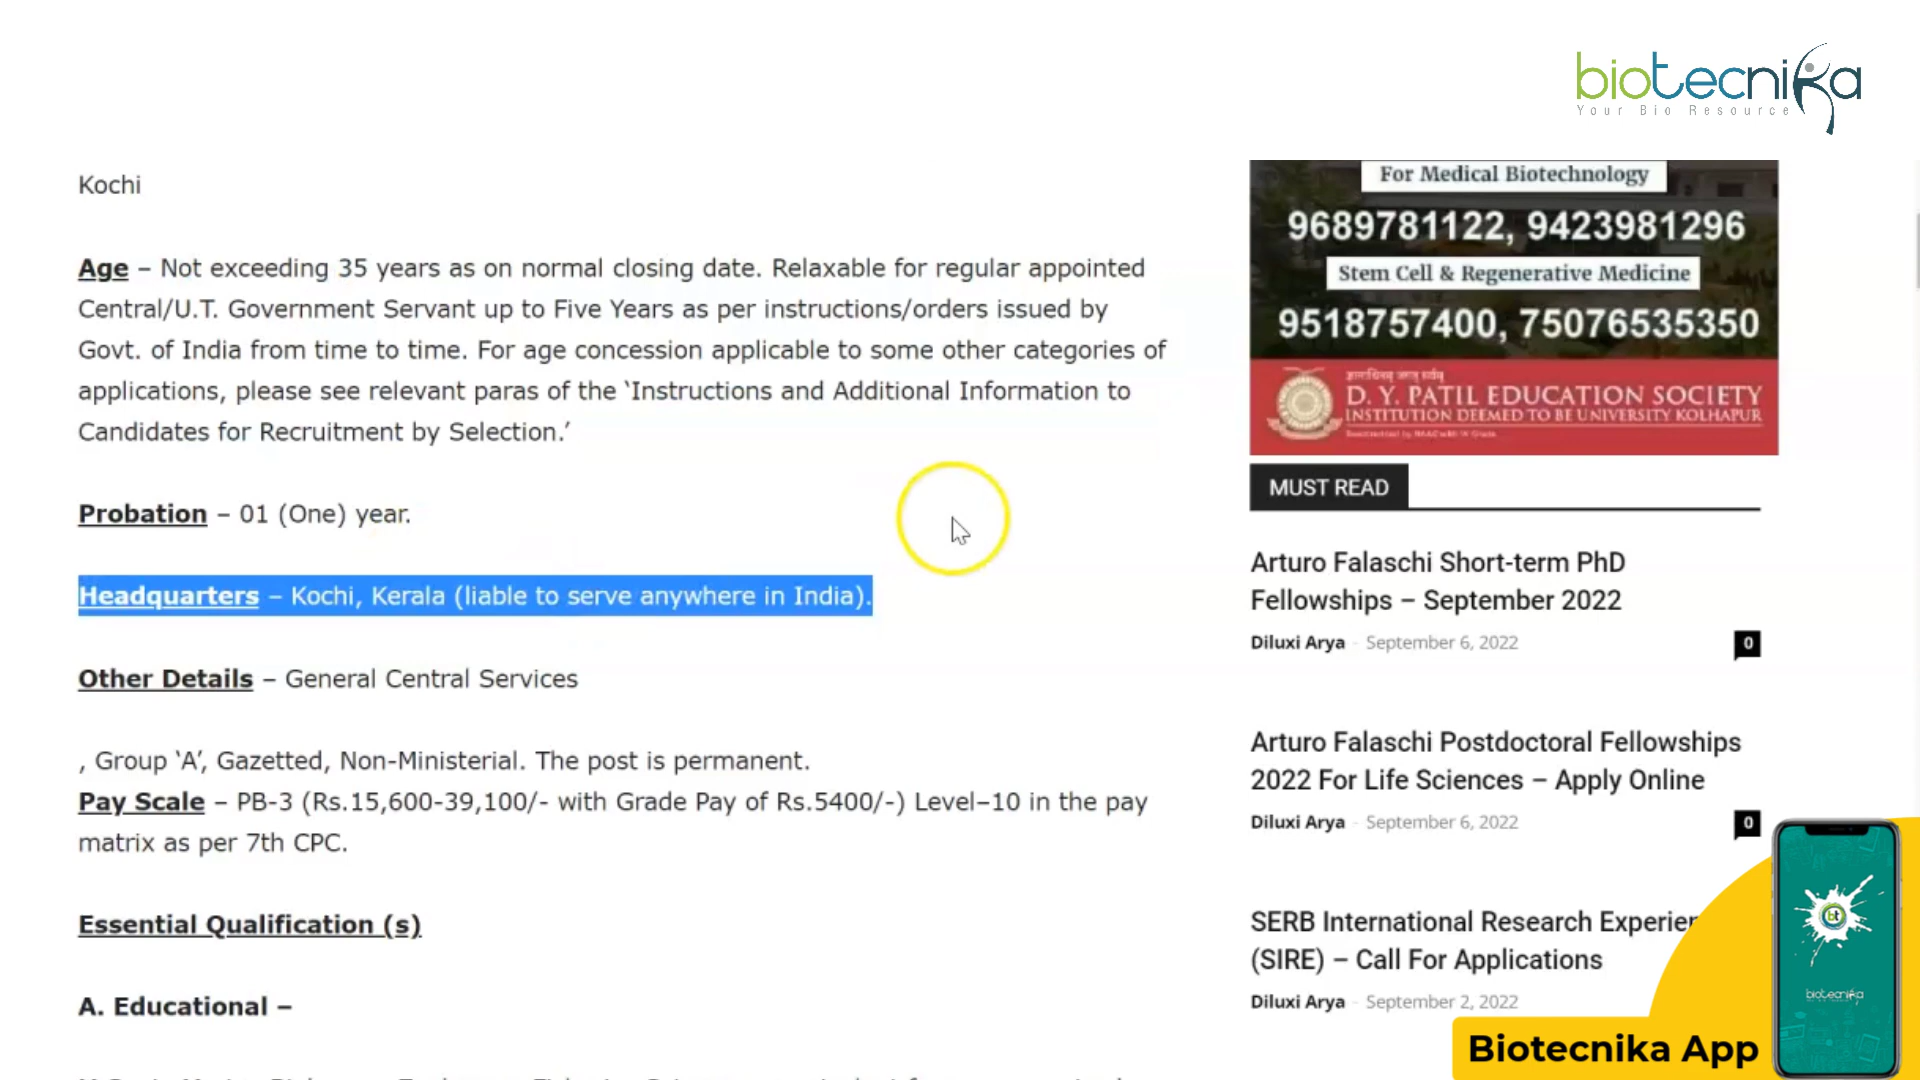 biotecnika
Your Bio Resource
Kochi
Age – Not exceeding 35 years as on normal closing date. Relaxable for regular appointed
Central/U.T. Government Servant up to Five Years as per instructions/orders issued by
Govt. of India from time to time. For age concession applicable to some other categories of
applications, please see relevant paras of the ‘Instructions and Additional Information to
Candidates for Recruitment by Selection.’
Probation – 01 (One) year.
Headquarters – Kochi, Kerala (liable to serve anywhere in India).
Other Details – General Central Services
, Group ‘A’, Gazetted, Non-Ministerial. The post is permanent.
Pay Scale – PB-3 (Rs.15,600-39,100/- with Grade Pay of Rs.5400/-) Level–10 in the pay
matrix as per 7th CPC.
Essential Qualification (s)
A. Educational –
For Medical Biotechnology
9689781122, 9423981296
Stem Cell & Regenerative Medicine
9518757400, 75076535350
D. Y. PATIL EDUCATION SOCIETY
INSTITUTION DEEMED TO BE UNIVERSITY KOLHAPUR
MUST READ
Arturo Falaschi Short-term PhD
Fellowships – September 2022
Diluxi Arya - September 6, 2022
0
Arturo Falaschi Postdoctoral Fellowships
2022 For Life Sciences – Apply Online
Diluxi Arya - September 6, 2022
0
SERB International Research Experien
(SIRE) – Call For Applications
Diluxi Arya - September 2, 2022
bt
biotecnika
Biotecnika App